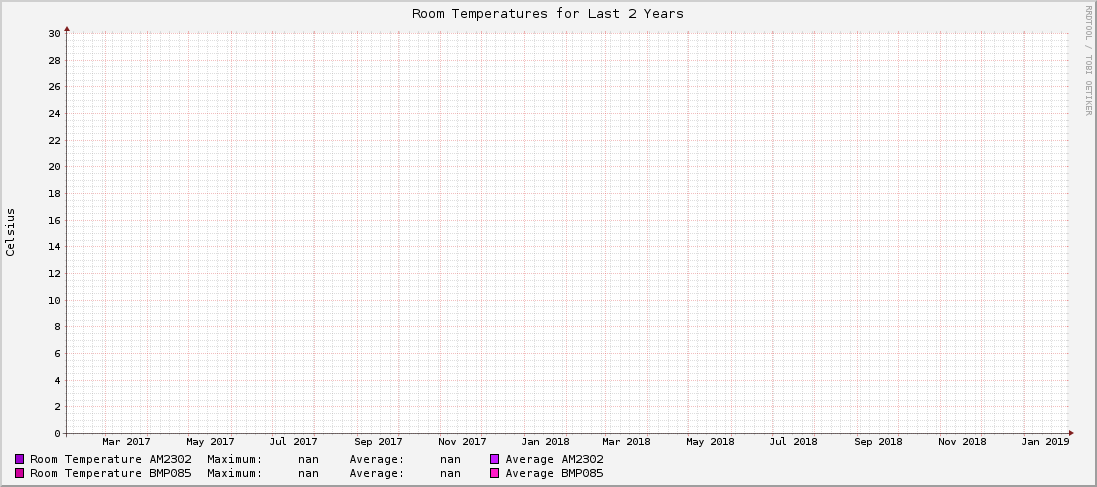 Room Temperatures for Last 2 Years
RRDTOOL / TOBI OETIKER
Celsius
30
28
26
24
22
20
18
16
14
12
10
8
6
4
2
0
Mar 2017 May 2017 Jul 2017 Sep 2017 Nov 2017 Jan 2018 Mar 2018 May 2018 Jul 2018 Sep 2018 Nov 2018 Jan 2019
Room Temperature AM2302 Maximum: nan Average: nan Average AM2302
Room Temperature BMP085 Maximum: nan Average: nan Average BMP085